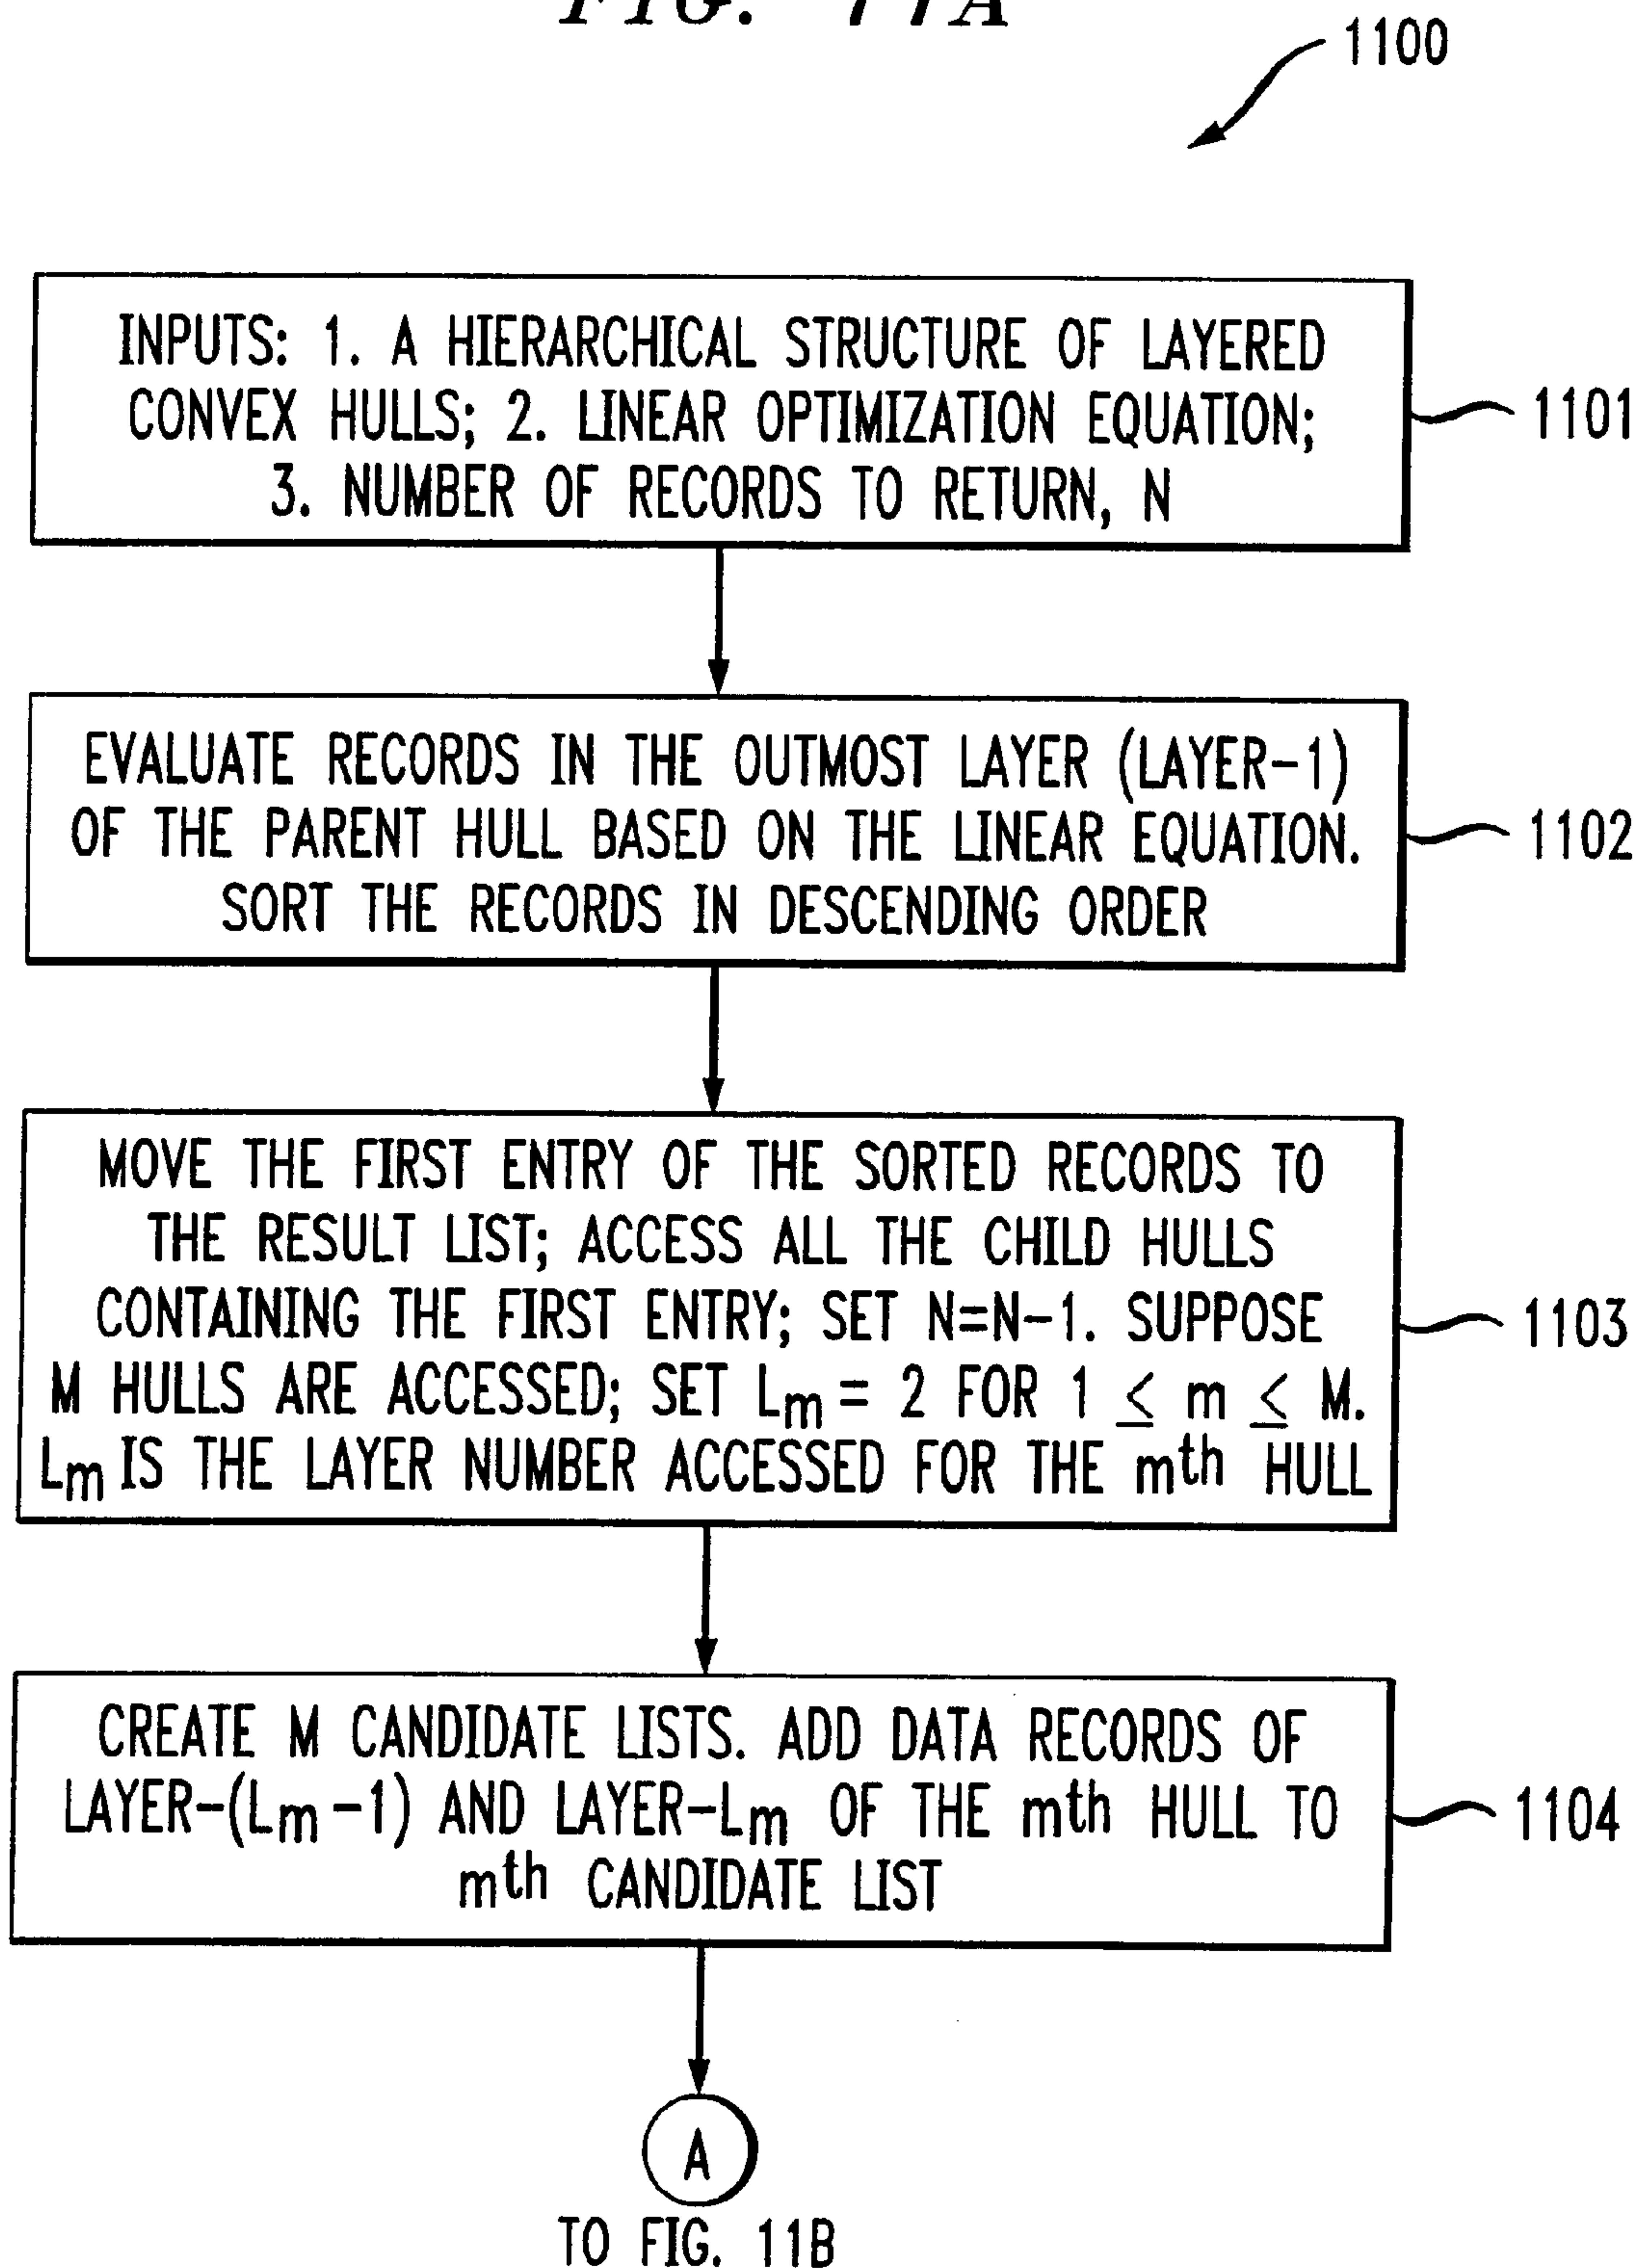 FIG. 11A
1100
INPUTS: 1. A HIERARCHICAL STRUCTURE OF LAYERED
CONVEX HULLS; 2. LINEAR OPTIMIZATION EQUATION;
3. NUMBER OF RECORDS TO RETURN, N
1101
EVALUATE RECORDS IN THE OUTMOST LAYER (LAYER-1)
OF THE PARENT HULL BASED ON THE LINEAR EQUATION.
SORT THE RECORDS IN DESCENDING ORDER
1102
MOVE THE FIRST ENTRY OF THE SORTED RECORDS TO
THE RESULT LIST; ACCESS ALL THE CHILD HULLS
CONTAINING THE FIRST ENTRY; SET N=N-1. SUPPOSE
M HULLS ARE ACCESSED; SET Lm = 2 FOR 1 ≤ m ≤ M.
Lm IS THE LAYER NUMBER ACCESSED FOR THE mth HULL
1103
CREATE M CANDIDATE LISTS. ADD DATA RECORDS OF
LAYER-(Lm-1) AND LAYER-Lm OF THE mth HULL TO
mth CANDIDATE LIST
1104
A
TO FIG. 11B